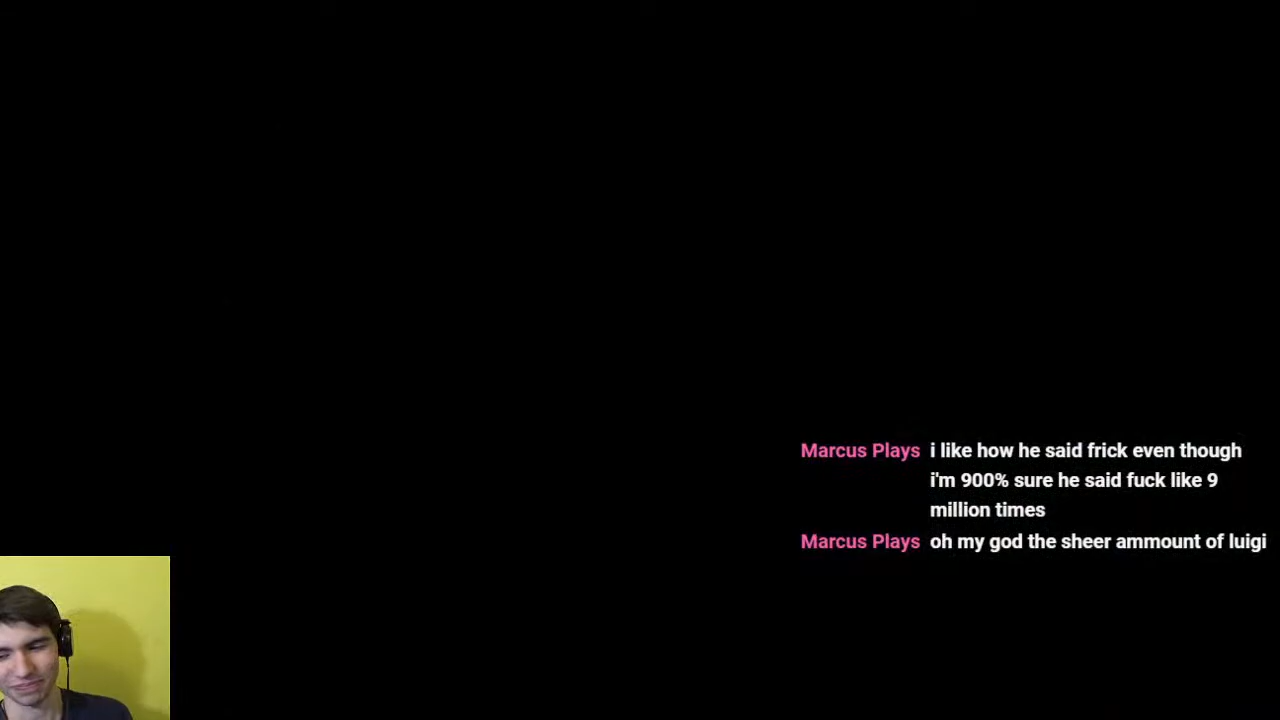 Marcus Plays i like how he said frick even though
i'm 900% sure he said fuck like 9
million times
Marcus Plays oh my god the sheer ammount of luigi